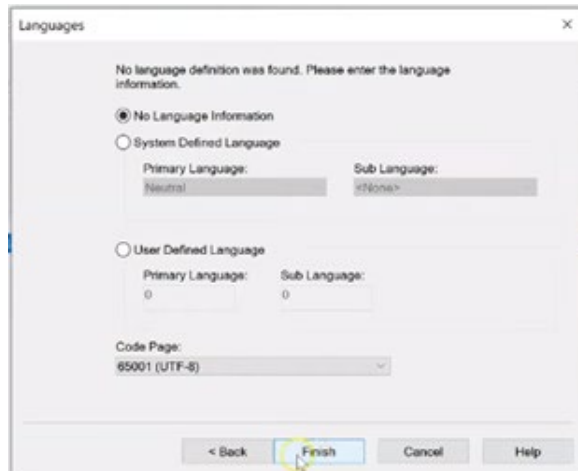 Languages
No language definition was found. Please enter the language
information.
No Language Information
System Defined Language
Primary Language: Sub Language:
Neutral <None>
User Defined Language
Primary Language: Sub Language:
0 0
Code Page:
65001 (UTF-8)
< Back Finish Cancel Help